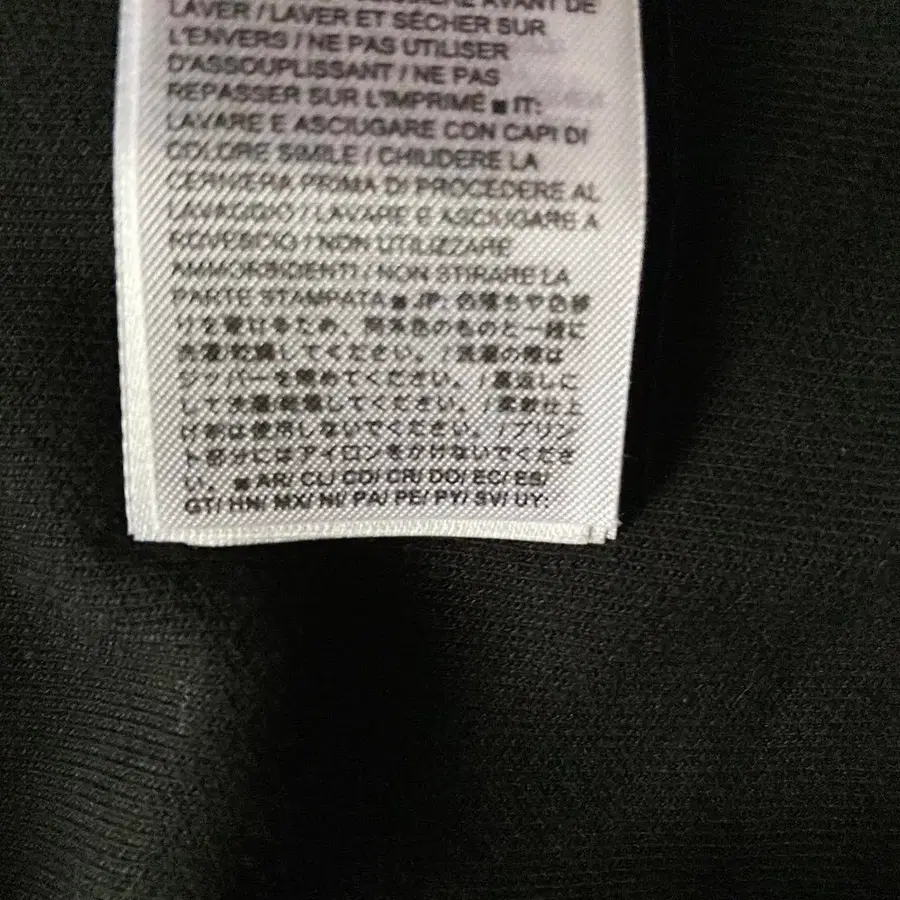 AVANT DE
LAVER / LAVER ET SÉCHER SUR
L'ENVERS / NE PAS UTILISER
D'ASSOUPLISSANT / NE PAS
REPASSER SUR L'IMPRIMÉ ■ IT:
LAVARE E ASCIUGARE CON CAPI DI
COLORE SIMILE / CHIUDERE LA
CERNIERA PRIMA DI PROCEDERE AL
LAVAGGIO / LAVARE E ASCIUGARE A
ROVESCIO / NON UTILIZZARE
AMMORBIDENTI / NON STIRARE LA
PARTE STAMPATA ■ JP: 色落ちや色移
りを避けるため、同系色のものと一緒に
洗濯/乾燥してください。/ 洗濯の際は
ジッパーを閉めてください。/ 裏返しに
して洗濯/乾燥してください。/ 柔軟仕上
げ剤は使用しないでください。/ プリン
ト部分にはアイロンをかけないでくださ
い。 ■ AR/ CL/ CO/ CR/ DO/ EC/ ES/
GT/ HN/ MX/ NI/ PA/ PE/ PY/ SV/ UY: